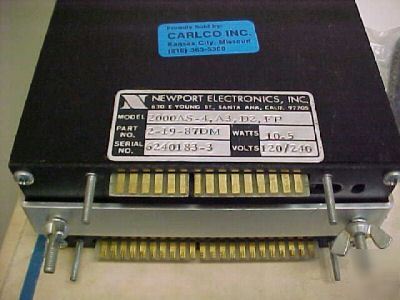 Proudly Sold by:
CARLCO INC.
Kansas City, Missouri
(816) 363-5300
NEWPORT ELECTRONICS, INC.
630 E YOUNG ST., SANTA ANA, CALIF. 92705
MODEL 2000AS-4, A3, D2, FP
PART NO. 2-19-87DM WATTS 10.5
SERIAL NO. 6240183-3 VOLTS 120/240